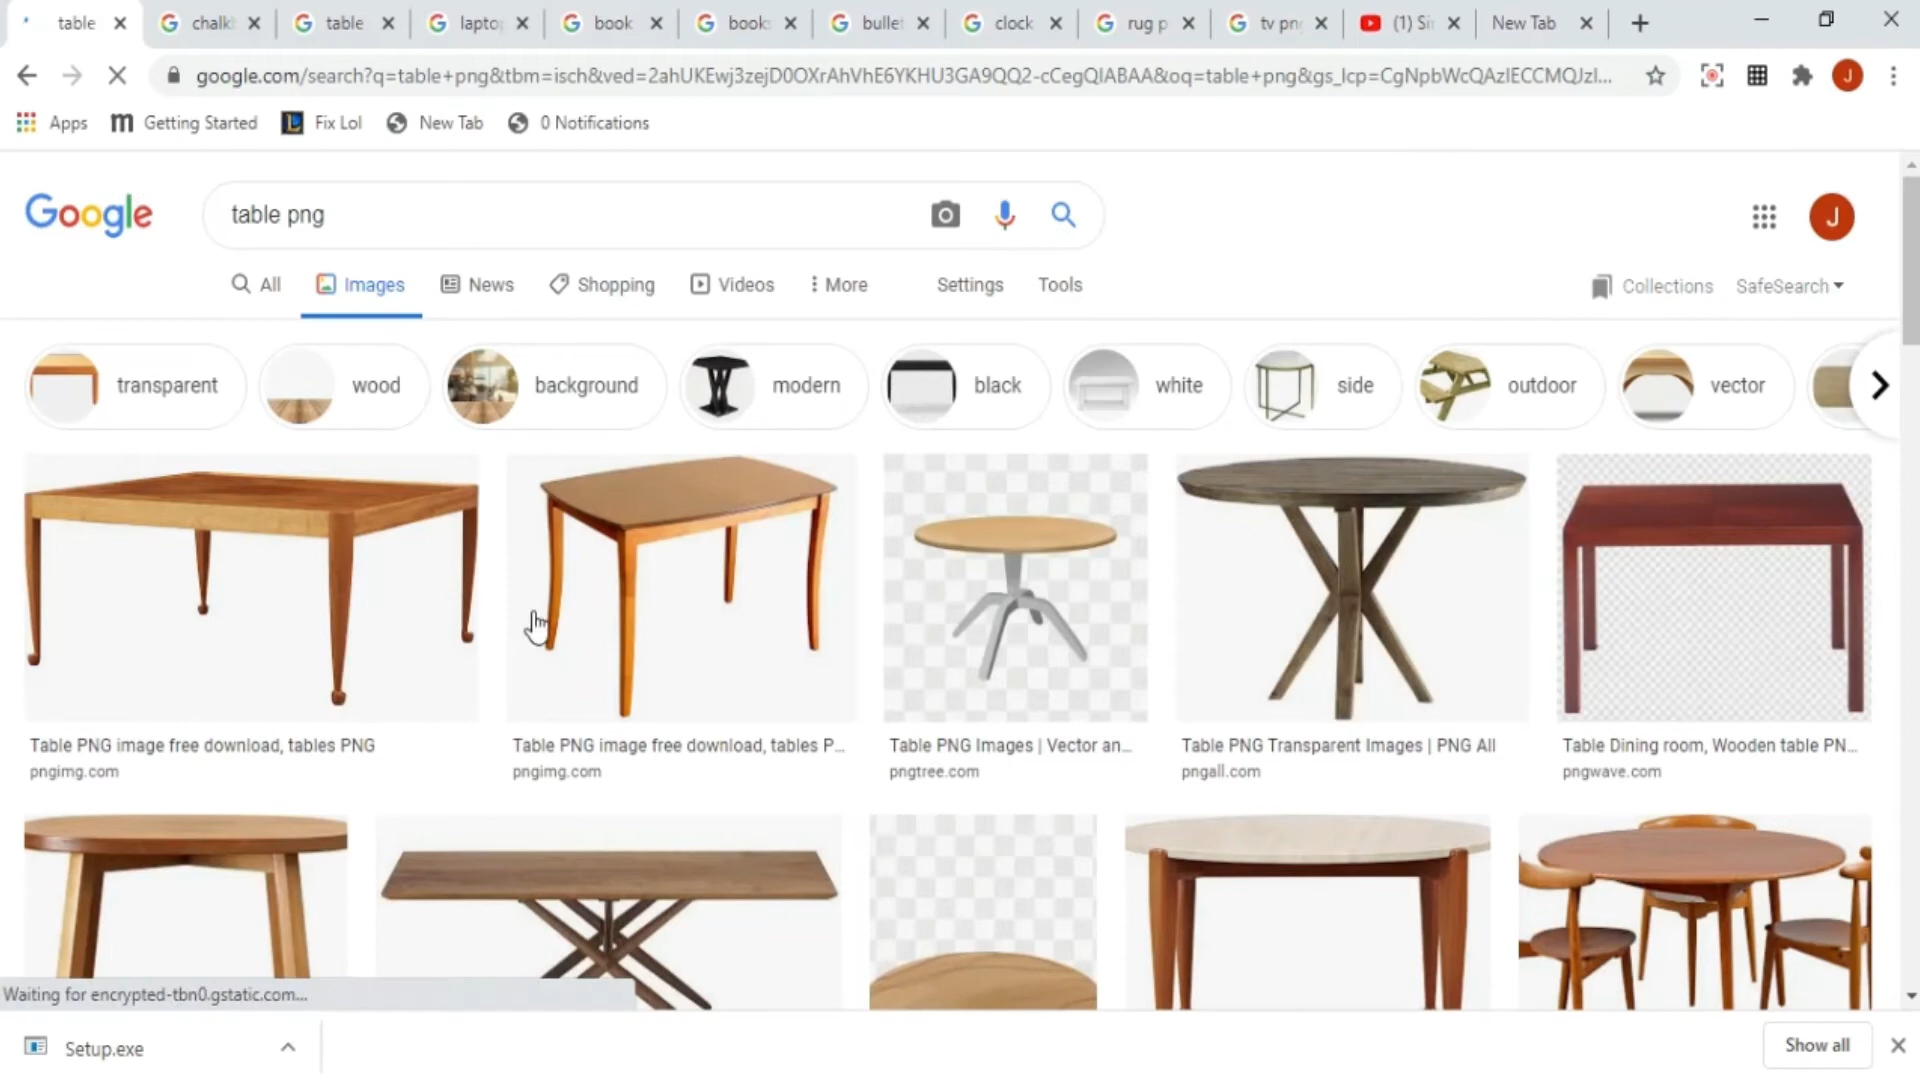 table chalk table lapto book book bullet clock rug p tv pn (1) Si New Tab
google.com/search?q=table+png&tbm=isch&ved=2ahUKEwj3zejD0OXrAhVhE6YKHU3GA9QQ2-cCegQIABAA&oq=table+png&gs_lcp=CgNpbWcQAzIECCMQJzI...
J
Apps Getting Started Fix Lol New Tab 0 Notifications
Google table png J
All Images News Shopping Videos More Settings Tools Collections SafeSearch
transparent wood background modern black white side outdoor vector
Table PNG image free download, tables PNG
pngimg.com
Table PNG image free download, tables P...
pngimg.com
Table PNG Images | Vector an...
pngtree.com
Table PNG Transparent Images | PNG All
pngall.com
Table Dining room, Wooden table PN...
pngwave.com
Waiting for encrypted-tbn0.gstatic.com...
Setup.exe Show all